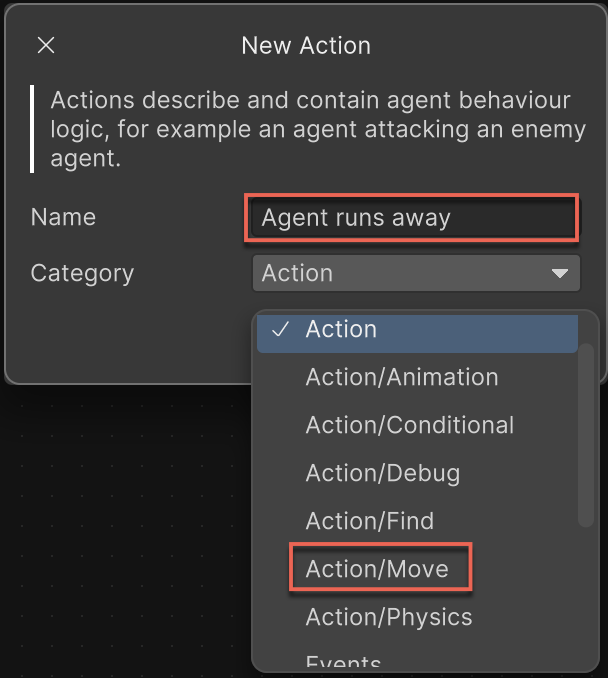 New Action
Actions describe and contain agent behaviour
logic, for example an agent attacking an enemy
agent.
Name
Agent runs away
Category
Action
Action
Action/Animation
Action/Conditional
Action/Debug
Action/Find
Action/Move
Action/Physics
Events